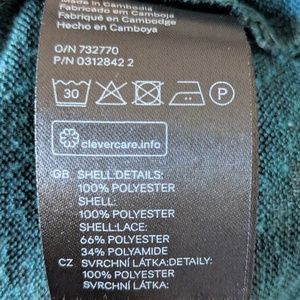 Made in Cambodia
Fabricado em Camboja
Fabriqué en Cambodge
Hecho en Camboya
O/N 732770
P/N 0312842 2
30
P
clevercare.info
GB SHELL:DETAILS:
100% POLYESTER
SHELL:
100% POLYESTER
SHELL:LACE:
66% POLYESTER
34% POLYAMIDE
CZ SVRCHNÍ LÁTKA:DETAILY:
100% POLYESTER
SVRCHNÍ LÁTKA: